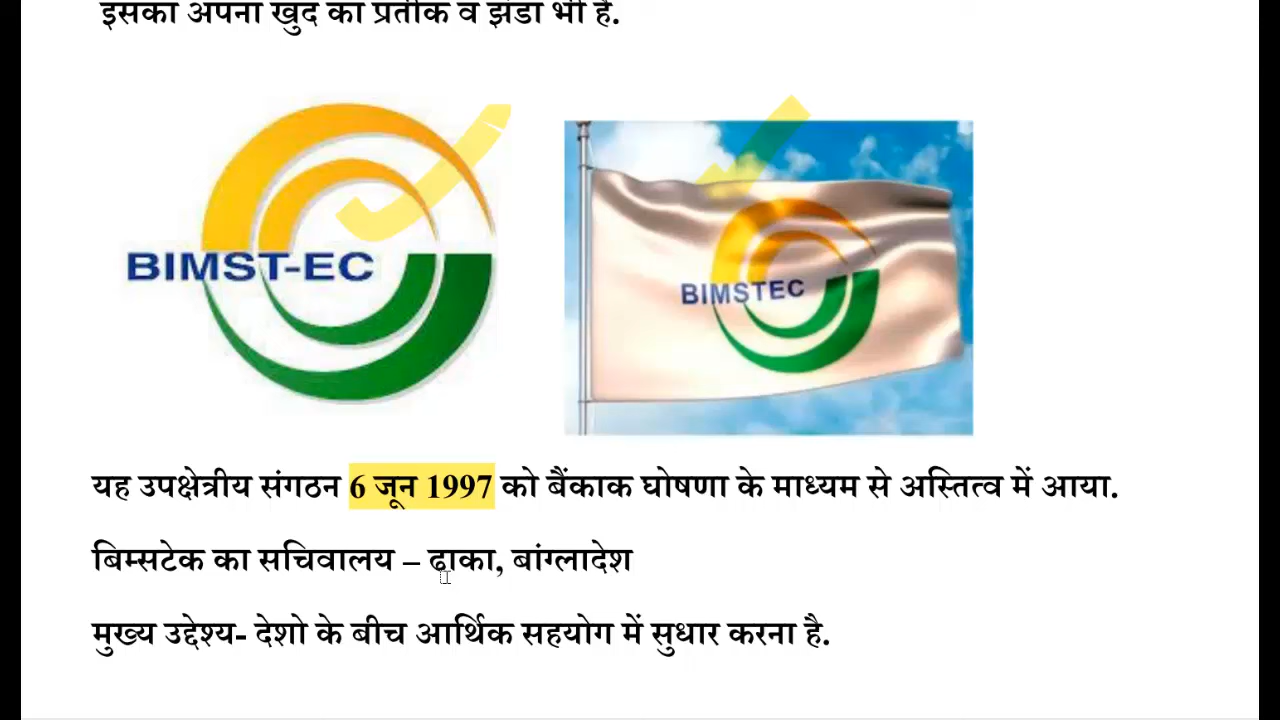 इसका अपना खुद का प्रतीक व झंडा भी है.
BIMST-EC
BIMSTEC
यह उपक्षेत्रीय संगठन 6 जून 1997 को बैंकाक घोषणा के माध्यम से अस्तित्व में आया.
बिम्सटेक का सचिवालय – ढाका, बांग्लादेश
मुख्य उद्देश्य- देशो के बीच आर्थिक सहयोग में सुधार करना है.